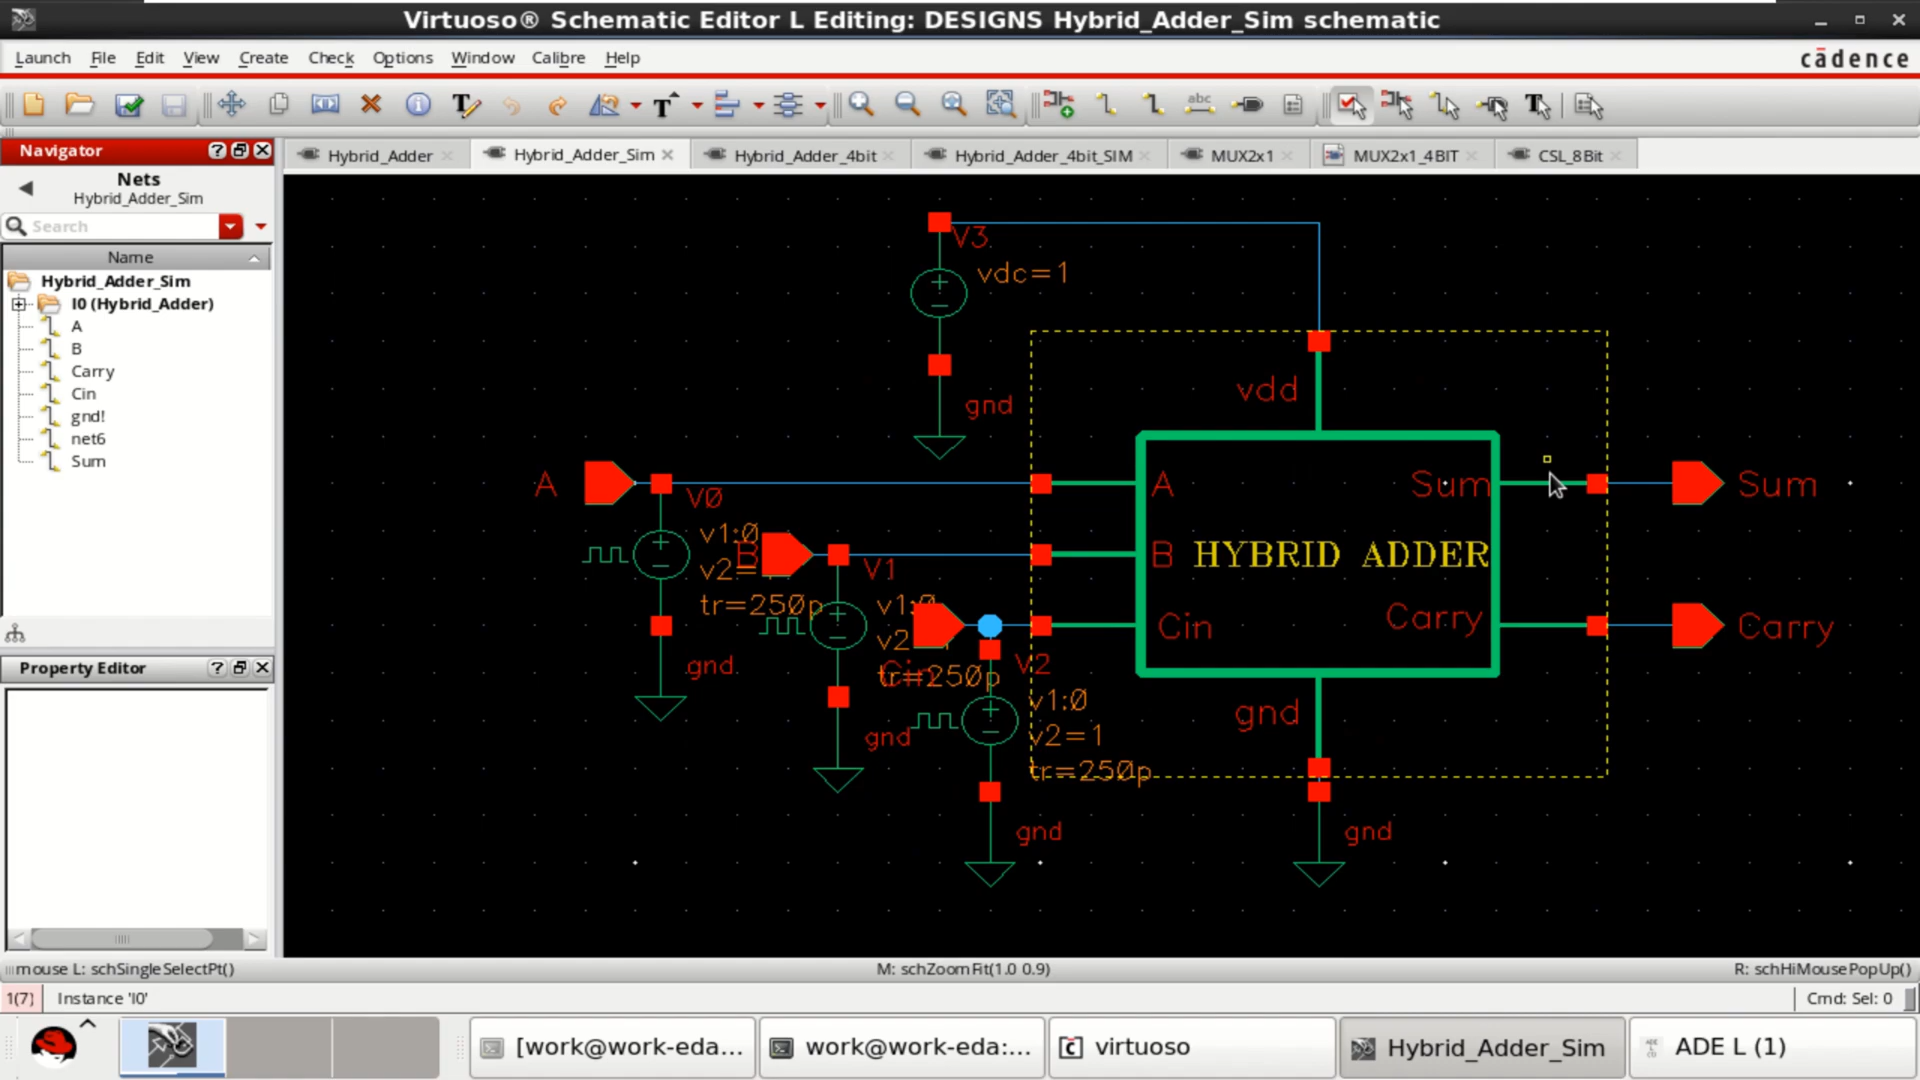 Virtuoso® Schematic Editor L Editing: DESIGNS Hybrid_Adder_Sim schematic
Launch File Edit View Create Check Options Window Calibre Help
cādence
Navigator
Hybrid_Adder
Hybrid_Adder_Sim
Hybrid_Adder_4bit
Hybrid_Adder_4bit_SIM
MUX2x1
MUX2x1_4BIT
CSL_8Bit
Nets
Hybrid_Adder_Sim
Search
Name
Hybrid_Adder_Sim
I0 (Hybrid_Adder)
A
B
Carry
Cin
gnd!
net6
Sum
Property Editor
V3
vdc=1
gnd
vdd
A
V0
v1:0
v2=
tr=250p
gnd
B
V1
v1:0
v2
tr=250p
gnd
Cin
V2
v1:0
v2=1
tr=250p
gnd
A
B
Cin
HYBRID ADDER
Sum
Carry
gnd
gnd
Sum
Carry
mouse L: schSingleSelectPt()
M: schZoomFit(1.0 0.9)
R: schHiMousePopUp()
1(7)
Instance 'I0'
Cmd: Sel: 0
[work@work-eda...
work@work-eda:...
virtuoso
Hybrid_Adder_Sim
ADE L (1)